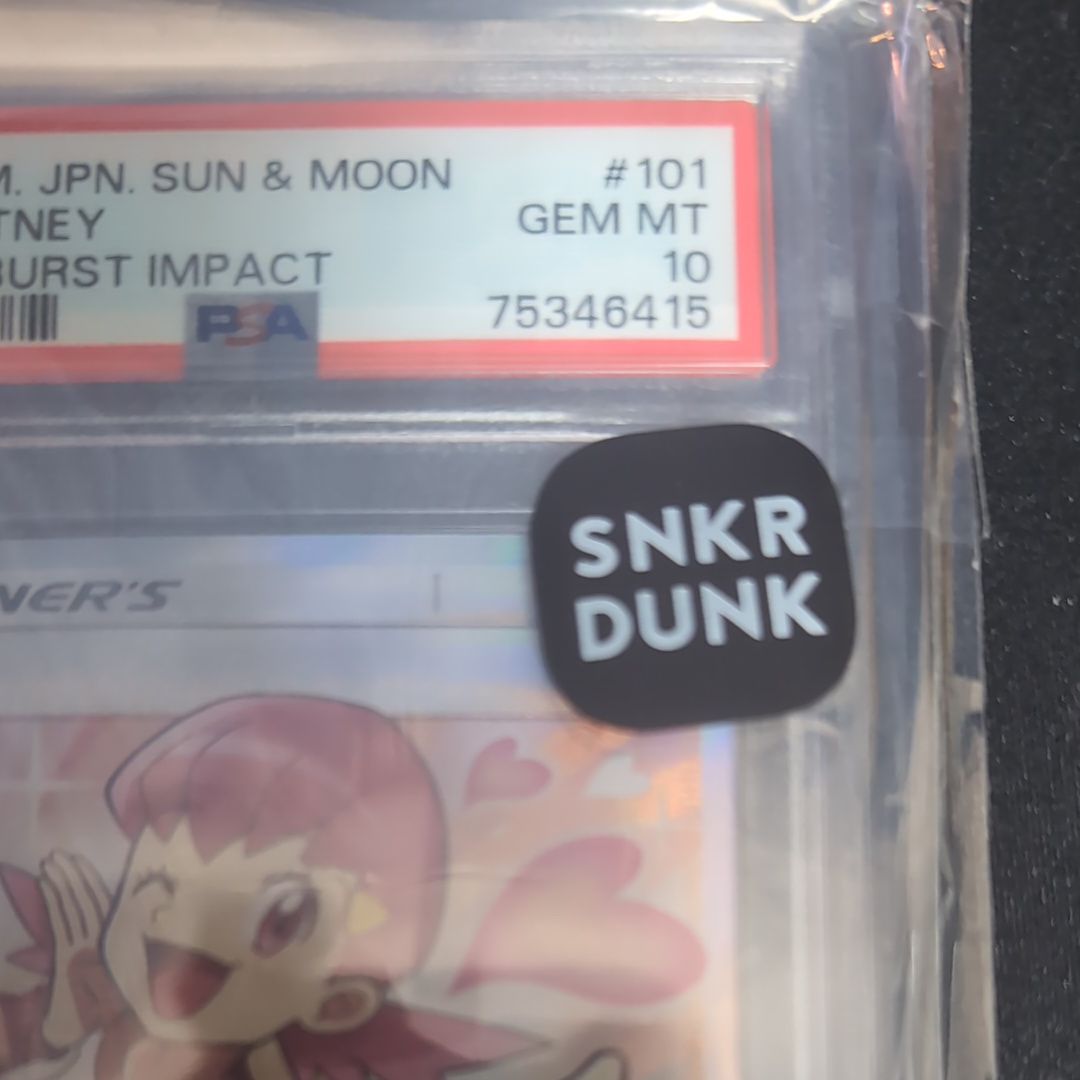 M. JPN. SUN & MOON #101
TNEY GEM MT
BURST IMPACT 10
75346415
PSA
SNKR
DUNK
NER'S